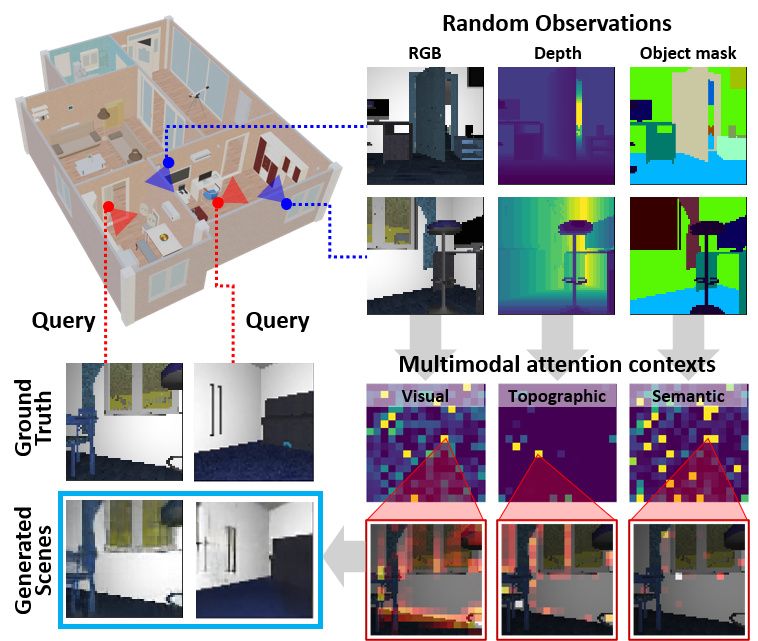 Random Observations
RGB
Depth
Object mask
Query
Query
Multimodal attention contexts
Visual
Topographic
Semantic
Ground
Truth
Generated
Scenes